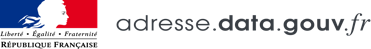 Liberté • Égalité • Fraternité
RÉPUBLIQUE FRANÇAISE
adresse.data.gouv.fr